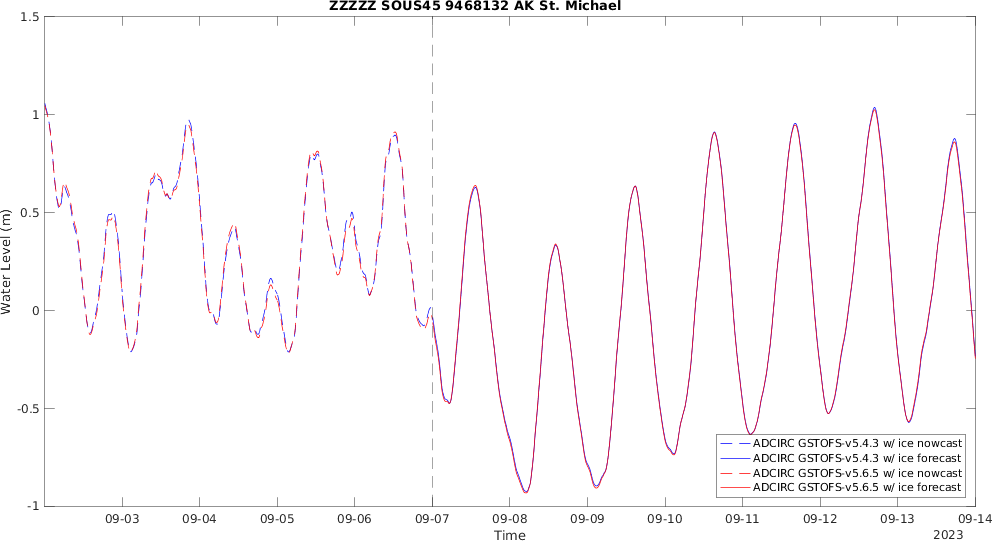 ZZZZZ SOUS45 9468132 AK St. Michael
1.5
1
0.5
0
-0.5
-1
Water Level (m)
09-03 09-04 09-05 09-06 09-07 09-08 09-09 09-10 09-11 09-12 09-13 09-14
Time
2023
ADCIRC GSTOFS-v5.4.3 w/ ice nowcast
ADCIRC GSTOFS-v5.4.3 w/ ice forecast
ADCIRC GSTOFS-v5.6.5 w/ ice nowcast
ADCIRC GSTOFS-v5.6.5 w/ ice forecast